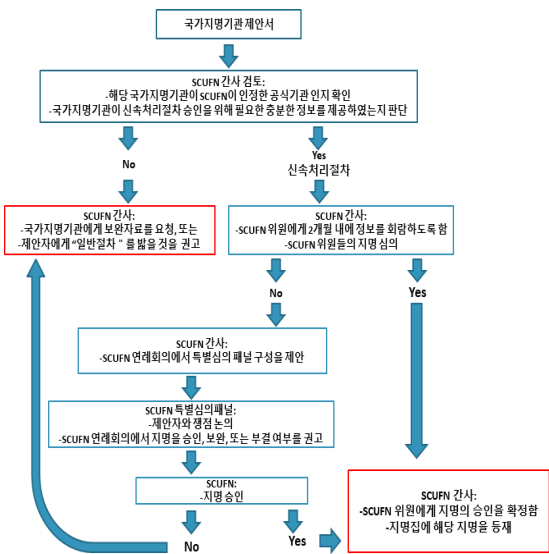 국가지명기관 제안서
SCUFN 간사 검토:
-해당 국가지명기관이 SCUFN이 인정한 공식기관 인지 확인
-국가지명기관이 신속처리절차 승인을 위해 필요한 충분한 정보를 제공하였는지 판단
No
Yes
신속처리절차
SCUFN 간사:
-국가지명기관에게 보완자료를 요청, 또는
-제안자에게 “일반절차 " 를 밟을 것을 권고
SCUFN 간사:
-SCUFN 위원에게 2개월 내에 정보를 회람하도록 함
-SCUFN 위원들의 지명 심의
No
Yes
SCUFN 간사:
-SCUFN 연례회의에서 특별심의 패널 구성을 제안
SCUFN 특별심의패널:
-제안자와 쟁점 논의
-SCUFN 연례회의에서 지명을 승인, 보완, 또는 부결 여부를 권고
SCUFN:
-지명 승인
No
Yes
SCUFN 간사:
-SCUFN 위원에게 지명의 승인을 확정함
-지명집에 해당 지명을 등재